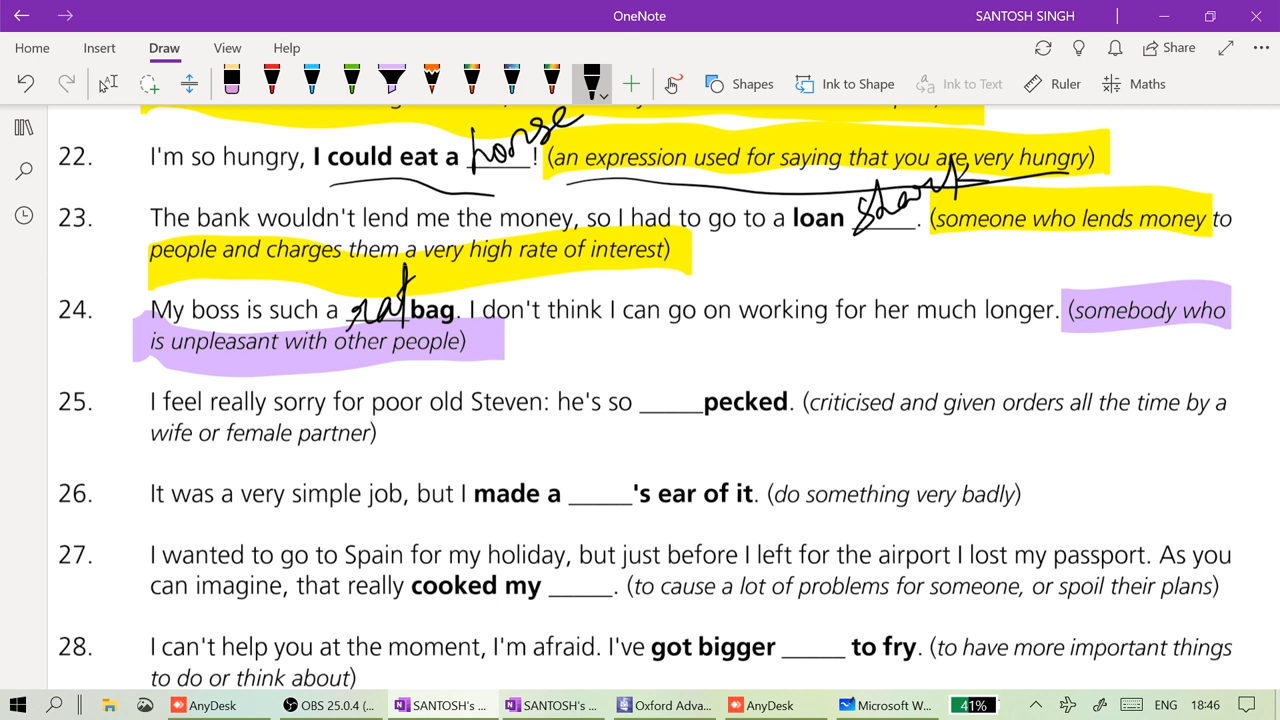 OneNote
SANTOSH SINGH
Home Insert Draw View Help
Share
Shapes Ink to Shape Ink to Text Ruler Maths
22. I'm so hungry, I could eat a horse! (an expression used for saying that you are very hungry)
23. The bank wouldn't lend me the money, so I had to go to a loan shark. (someone who lends money to
people and charges them a very high rate of interest)
24. My boss is such a rat bag. I don't think I can go on working for her much longer. (somebody who
is unpleasant with other people)
25. I feel really sorry for poor old Steven: he's so _____pecked. (criticised and given orders all the time by a
wife or female partner)
26. It was a very simple job, but I made a _____'s ear of it. (do something very badly)
27. I wanted to go to Spain for my holiday, but just before I left for the airport I lost my passport. As you
can imagine, that really cooked my _____. (to cause a lot of problems for someone, or spoil their plans)
28. I can't help you at the moment, I'm afraid. I've got bigger _____ to fry. (to have more important things
to do or think about)
AnyDesk OBS 25.0.4 (... SANTOSH's ... SANTOSH's ... Oxford Adva... AnyDesk Microsoft W... 41% ENG 18:46